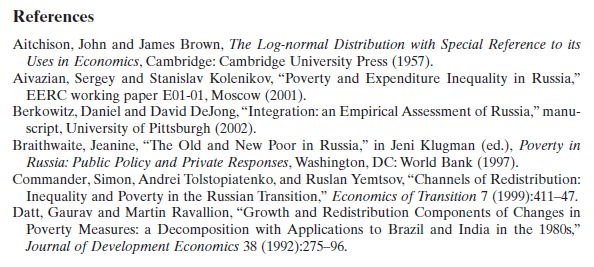 References
Aitchison, John and James Brown, The Log-normal Distribution with Special Reference to its
Uses in Economics, Cambridge: Cambridge University Press (1957).
Aivazian, Sergey and Stanislav Kolenikov, “Poverty and Expenditure Inequality in Russia,”
EERC working paper E01-01, Moscow (2001).
Berkowitz, Daniel and David DeJong, “Integration: an Empirical Assessment of Russia,” manu-
script, University of Pittsburgh (2002).
Braithwaite, Jeanine, “The Old and New Poor in Russia,” in Jeni Klugman (ed.), Poverty in
Russia: Public Policy and Private Responses, Washington, DC: World Bank (1997).
Commander, Simon, Andrei Tolstopiatenko, and Ruslan Yemtsov, “Channels of Redistribution:
Inequality and Poverty in the Russian Transition,” Economics of Transition 7 (1999):411–47.
Datt, Gaurav and Martin Ravallion, “Growth and Redistribution Components of Changes in
Poverty Measures: a Decomposition with Applications to Brazil and India in the 1980s,”
Journal of Development Economics 38 (1992):275–96.